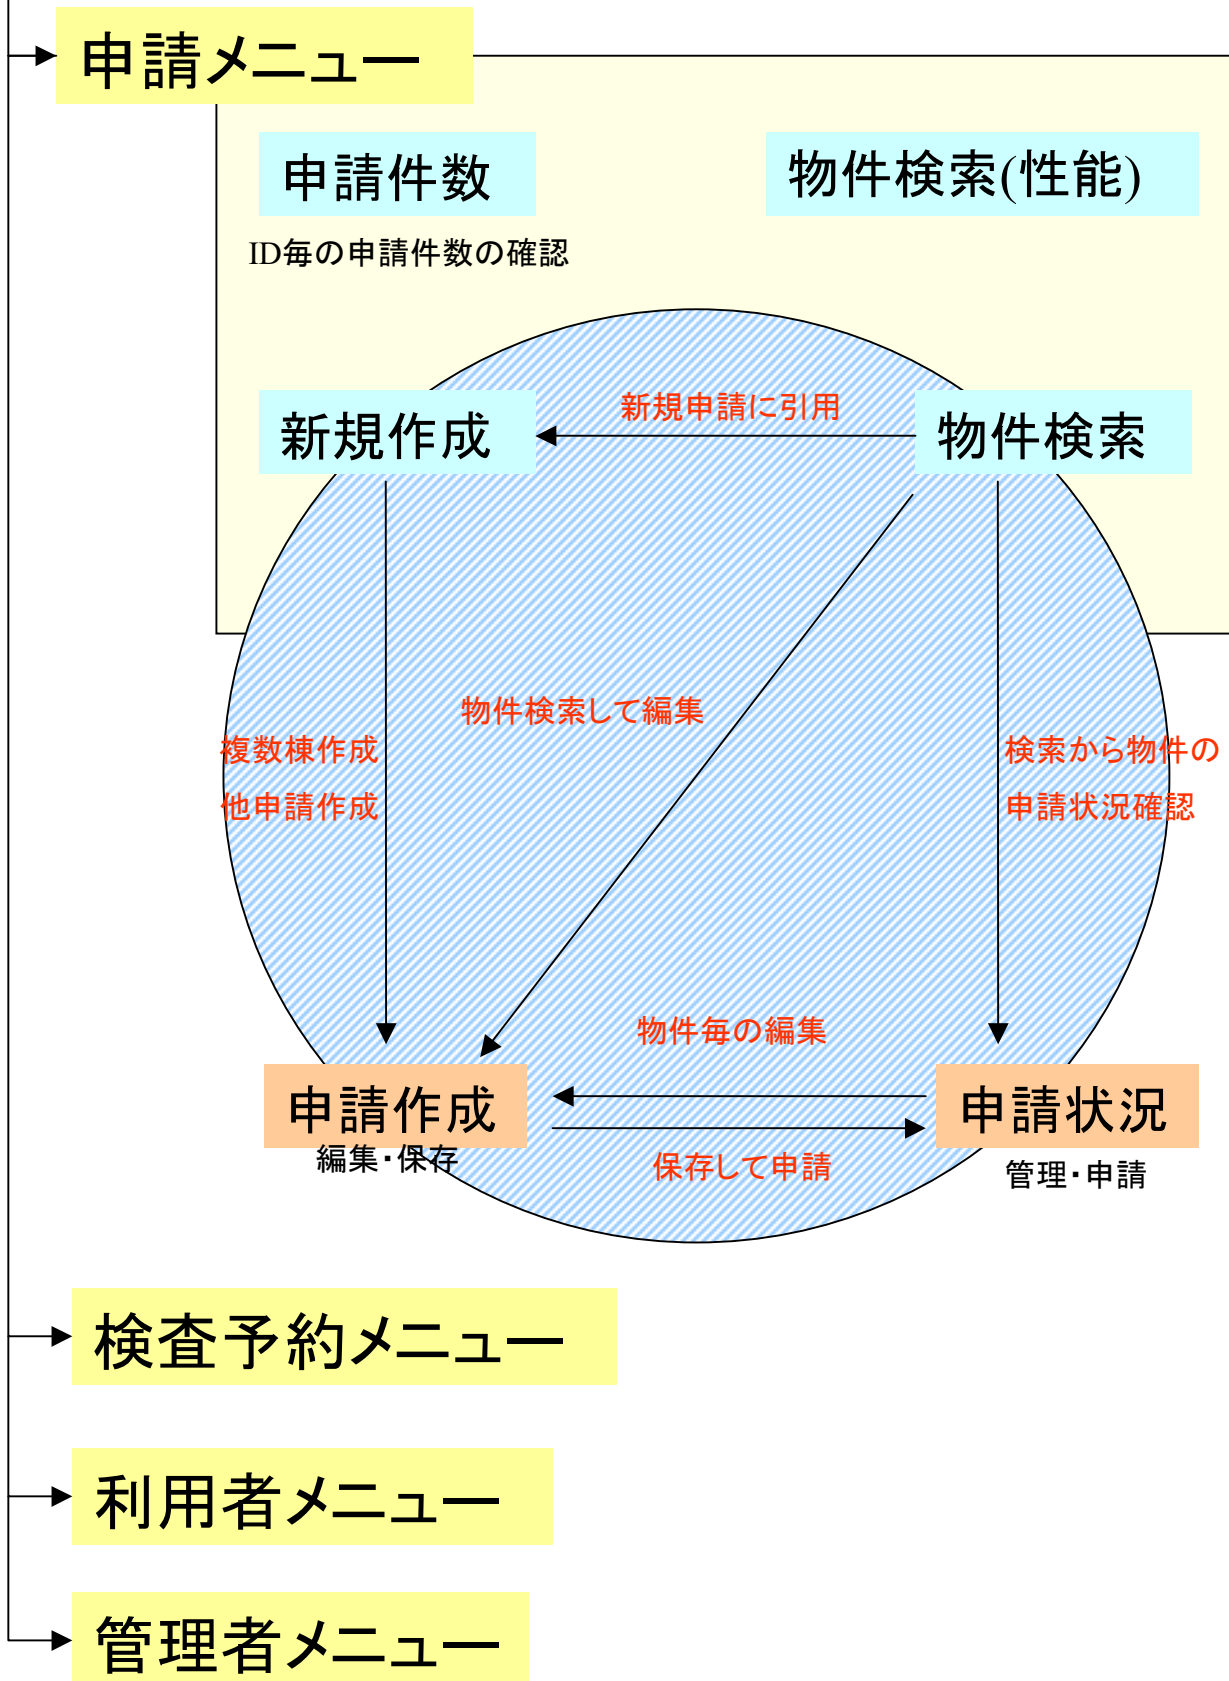 申請メニュー
申請件数
物件検索(性能)
ID毎の申請件数の確認
新規申請に引用
新規作成
物件検索
物件検索して編集
複数棟作成
他申請作成
検索から物件の
申請状況確認
物件毎の編集
申請作成
申請状況
編集・保存
保存して申請
管理・申請
検査予約メニュー
利用者メニュー
管理者メニュー